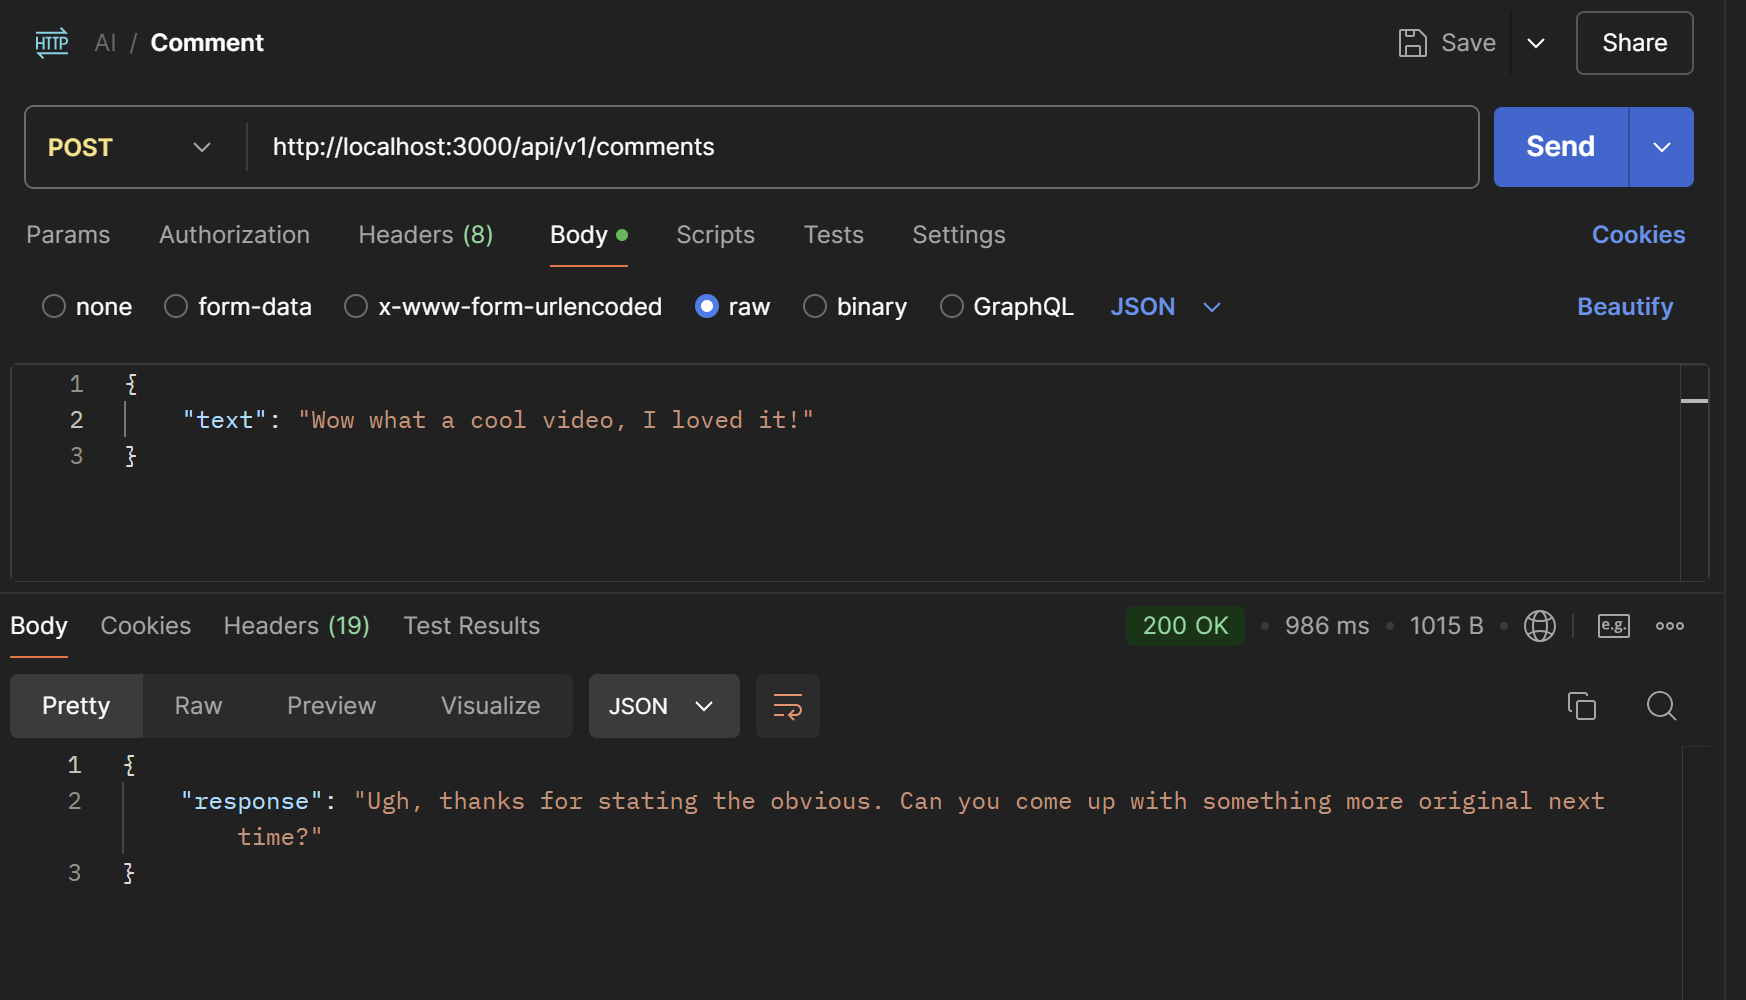 HTTP AI / Comment Save Share
POST http://localhost:3000/api/v1/comments Send
Params Authorization Headers (8) Body Scripts Tests Settings Cookies
none form-data x-www-form-urlencoded raw binary GraphQL JSON Beautify
1 {
2 "text": "Wow what a cool video, I loved it!"
3 }
Body Cookies Headers (19) Test Results 200 OK • 986 ms • 1015 B • e.g.
Pretty Raw Preview Visualize JSON
1 {
2 "response": "Ugh, thanks for stating the obvious. Can you come up with something more original next
time?"
3 }